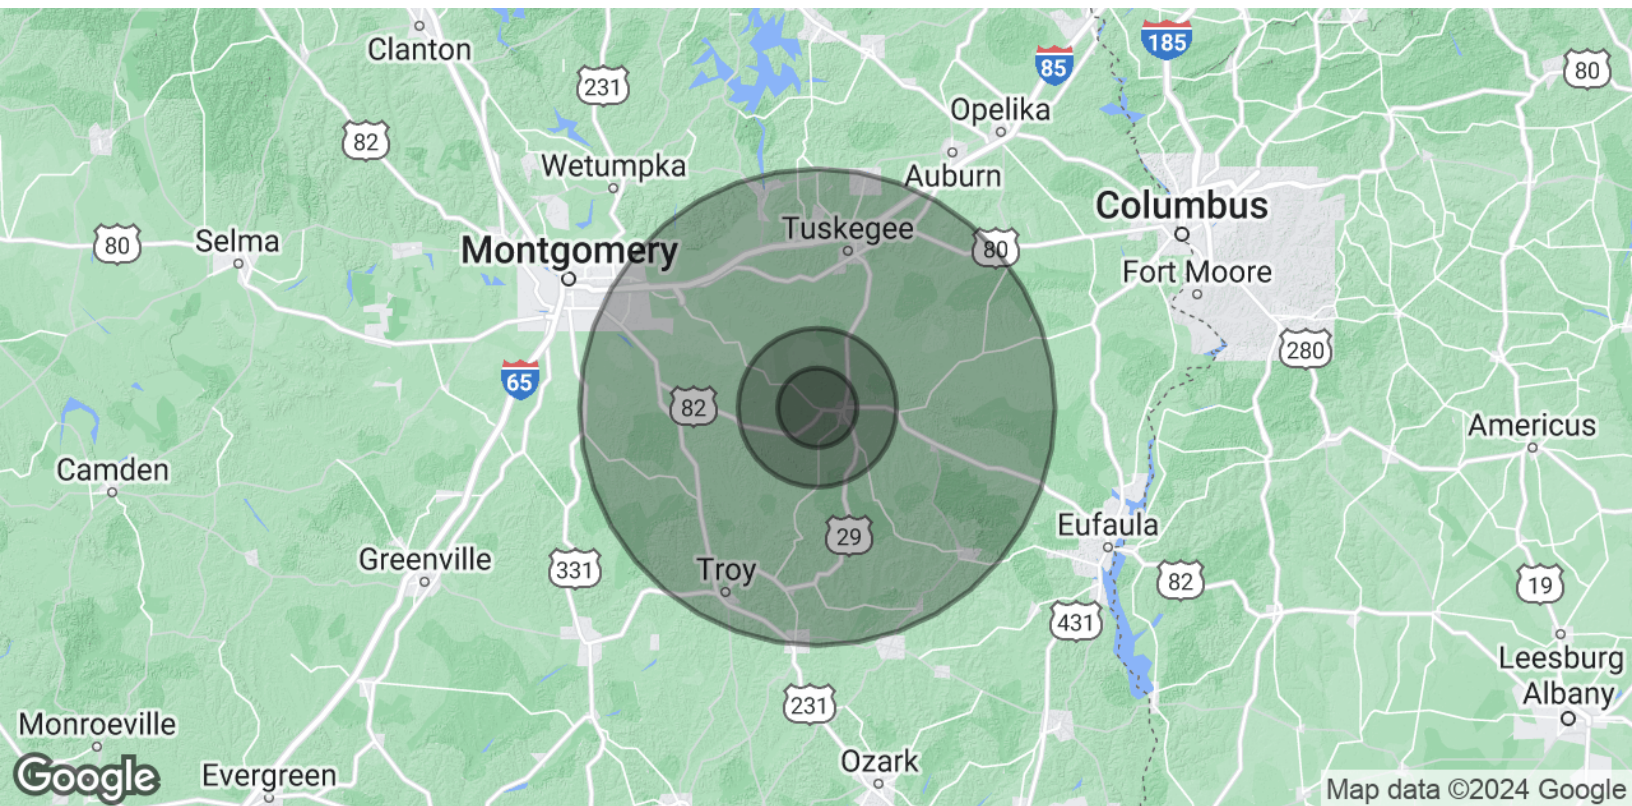 Clanton
231
85
185
80
Opelika
82
Wetumpka
Auburn
Columbus
80
Selma
Montgomery
Tuskegee
80
Fort Moore
65
82
280
Americus
Camden
Eufaula
29
Greenville
331
Troy
82
19
431
Leesburg
Albany
231
Monroeville
Ozark
Evergreen
Google
Map data ©2024 Google